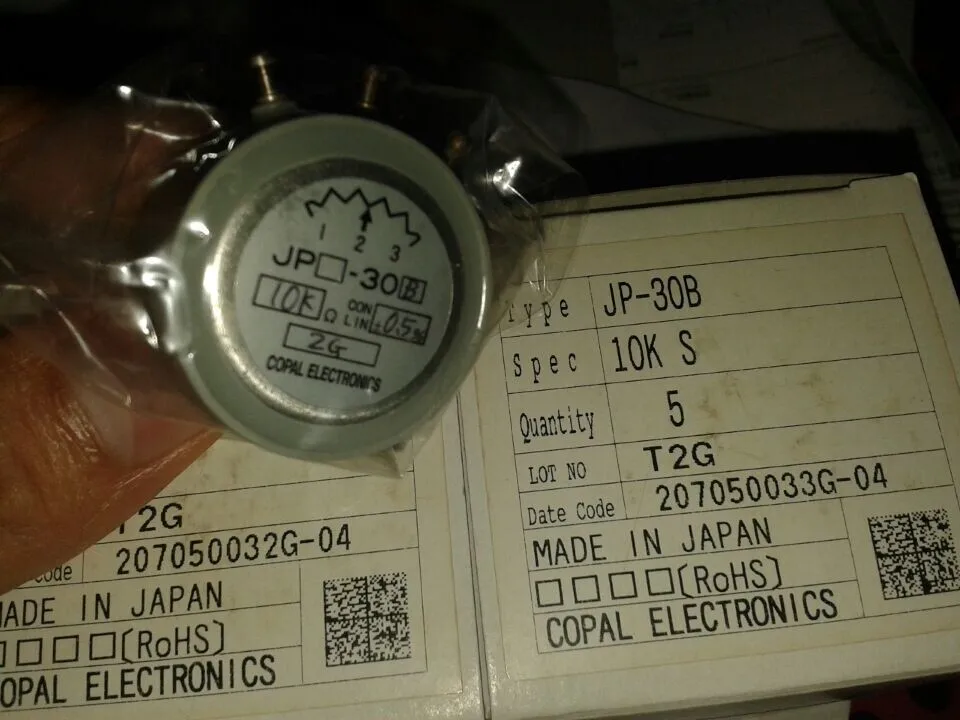 1 2 3
JP□-30B
10K Ω CON LIN ±0.5%
2G
COPAL ELECTRONICS
Type JP-30B
Spec 10K S
Quantity 5
LOT NO T2G
Date Code 207050033G-04
MADE IN JAPAN
□□□□(RoHS)
COPAL ELECTRONICS
T2G
Code 207050032G-04
MADE IN JAPAN
□□□□(RoHS)
COPAL ELECTRONICS